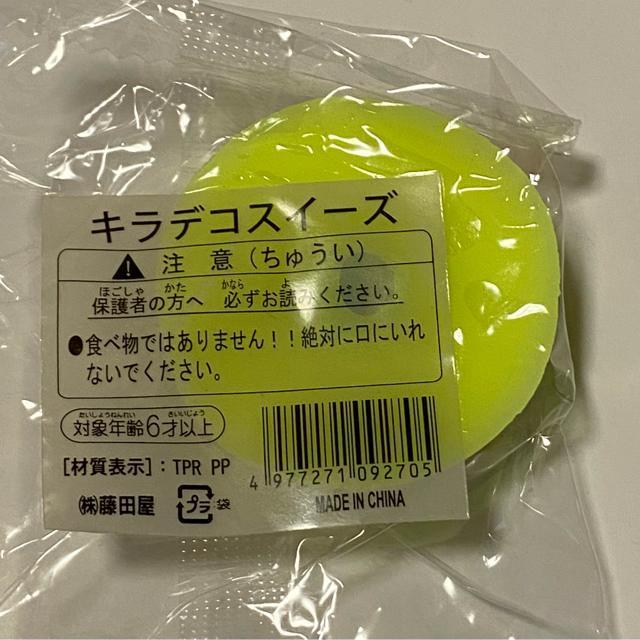 キラデコスイーズ
注 意(ちゅうい)
ほごしゃ かた かなら よ
保護者の方へ 必ずお読みください。
●食べ物ではありません!!絶対に口にいれ
ないでください。
たいしょうねんれい さいいじょう
対象年齢6才以上
[材質表示]:TPR PP
4 977271 092705
㈱藤田屋 プラ 袋 MADE IN CHINA